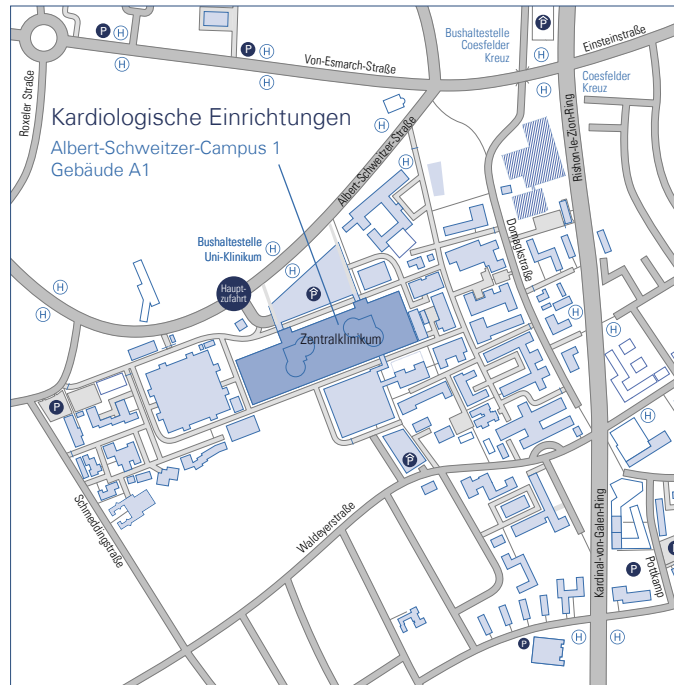 P
H
P
H
H
H
Von-Esmarch-Straße
Bushaltestelle
Coesfelder
Kreuz
P
H
H
Einsteinstraße
Coesfelder
Kreuz
H
H
Roxeler Straße
Kardiologische Einrichtungen
Albert-Schweitzer-Campus 1
Gebäude A1
Albert-Schweitzer-Straße
H
H
Rishon-le-Zion-Ring
Domagkstraße
Bushaltestelle
Uni-Klinikum
H
H
H
Haupt-
zufahrt
P
H
H
Zentralklinikum
H
H
P
H
P
Schmeddingstraße
Waldeyerstraße
Kardinal-von-Galen-Ring
Pottkamp
P
P
P
H
H